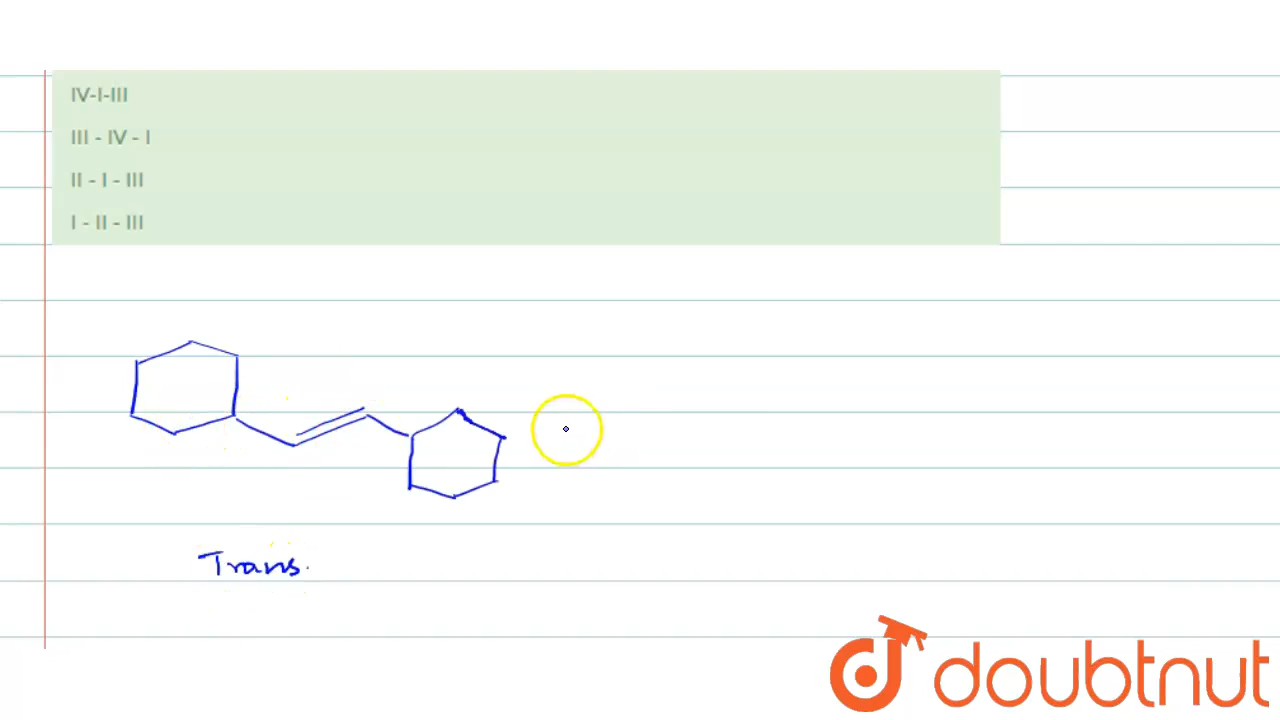 IV-I-III
III - IV - I
II - I - III
I - II - III
Trans.
doubtnut